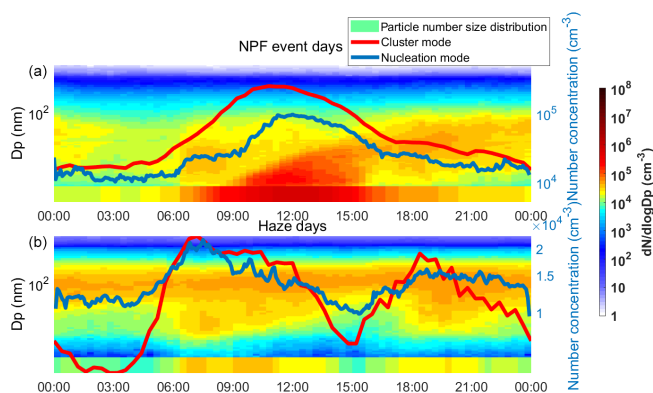 Particle number size distribution
Cluster mode
Nucleation mode
NPF event days
(a)
10²
Dp (nm)
10⁵
10⁴
Number concentration (cm⁻³)
00:00 03:00 06:00 09:00 12:00 15:00 18:00 21:00 00:00
Haze days
×10⁴
(b)
10²
Dp (nm)
2
1.5
1
Number concentration (cm⁻³)
00:00 03:00 06:00 09:00 12:00 15:00 18:00 21:00 00:00
10⁸
10⁷
10⁶
10⁵
10⁴
10³
10²
10¹
1
dN/dlogDp (cm⁻³)